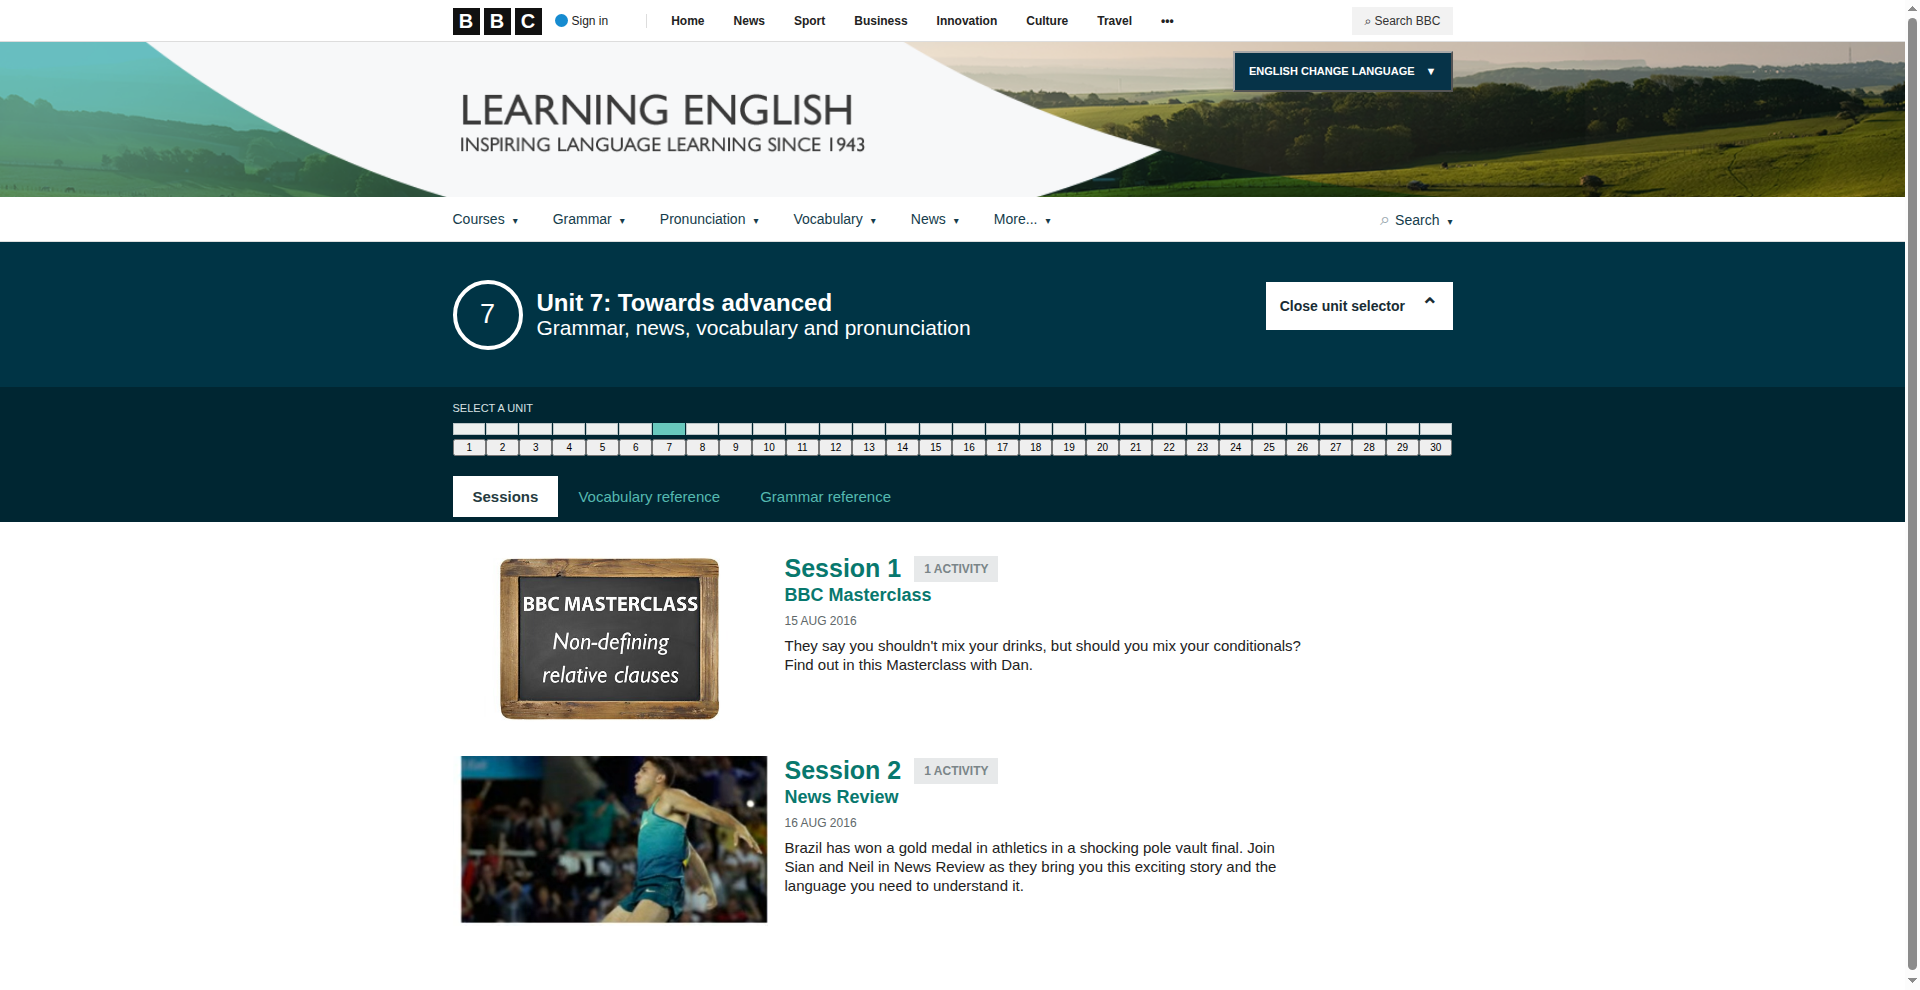 BBC Sign in Home News Sport Business Innovation Culture Travel ••• Search BBC
ENGLISH CHANGE LANGUAGE ▼
LEARNING ENGLISH
INSPIRING LANGUAGE LEARNING SINCE 1943
Courses ▾ Grammar ▾ Pronunciation ▾ Vocabulary ▾ News ▾ More... ▾ Search ▾
7
Unit 7: Towards advanced
Grammar, news, vocabulary and pronunciation
Close unit selector
SELECT A UNIT
1 2 3 4 5 6 7 8 9 10 11 12 13 14 15 16 17 18 19 20 21 22 23 24 25 26 27 28 29 30
Sessions Vocabulary reference Grammar reference
BBC MASTERCLASS
Non-defining
relative clauses
Session 1 1 ACTIVITY
BBC Masterclass
15 AUG 2016
They say you shouldn't mix your drinks, but should you mix your conditionals?
Find out in this Masterclass with Dan.
Session 2 1 ACTIVITY
News Review
16 AUG 2016
Brazil has won a gold medal in athletics in a shocking pole vault final. Join
Sian and Neil in News Review as they bring you this exciting story and the
language you need to understand it.